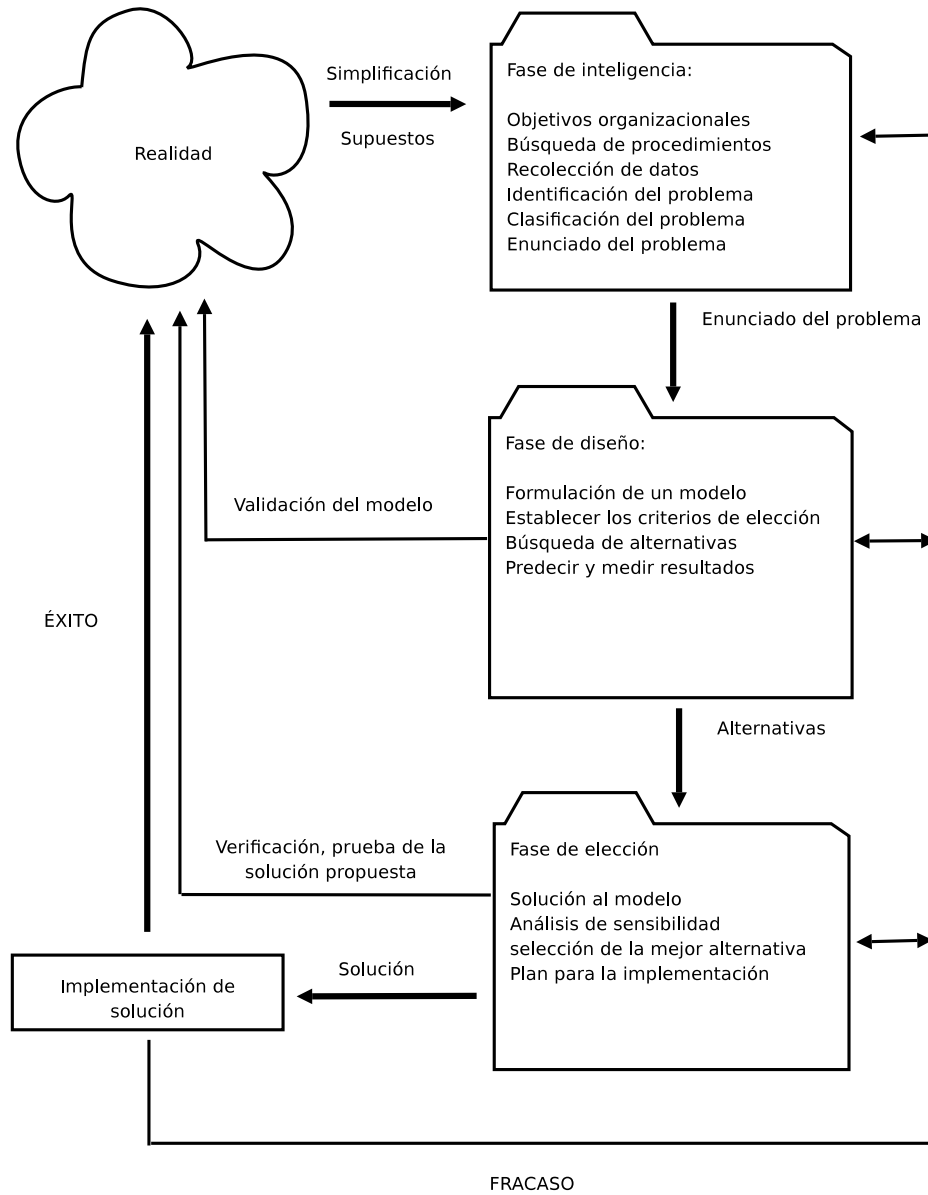 Simplificación
Supuestos
Realidad
Fase de inteligencia:
Objetivos organizacionales
Búsqueda de procedimientos
Recolección de datos
Identificación del problema
Clasificación del problema
Enunciado del problema
Enunciado del problema
Fase de diseño:
Formulación de un modelo
Establecer los criterios de elección
Búsqueda de alternativas
Predecir y medir resultados
Validación del modelo
ÉXITO
Alternativas
Verificación, prueba de la
solución propuesta
Fase de elección
Solución al modelo
Análisis de sensibilidad
selección de la mejor alternativa
Plan para la implementación
Solución
Implementación de
solución
FRACASO